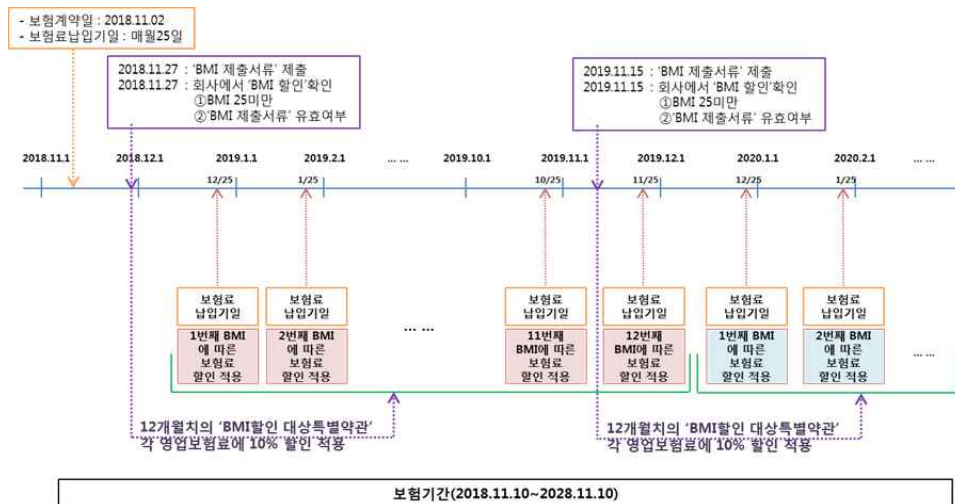 - 보험계약일 : 2018.11.02
- 보험료납입기일 : 매월25일
2018.11.27 : 'BMI 제출서류' 제출
2018.11.27 : 회사에서 'BMI 할인'확인
①BMI 25미만
②'BMI 제출서류' 유효여부
2019.11.15 : 'BMI 제출서류' 제출
2019.11.15 : 회사에서 'BMI 할인'확인
①BMI 25미만
②'BMI 제출서류' 유효여부
2018.11.1 2018.12.1 2019.1.1 2019.2.1 ... ... 2019.10.1 2019.11.1 2019.12.1 2020.1.1 2020.2.1 ... ...
12/25 1/25 10/25 11/25 12/25 1/25
보험료
납입기일
보험료
납입기일
보험료
납입기일
보험료
납입기일
보험료
납입기일
보험료
납입기일
... ...
1번째 BMI
에 따른
보험료
할인 적용
2번째 BMI
에 따른
보험료
할인 적용
11번째
BMI에 따른
보험료
할인 적용
12번째
BMI에 따른
보험료
할인 적용
1번째 BMI
에 따른
보험료
할인 적용
2번째 BMI
에 따른
보험료
할인 적용
... ...
12개월치의 'BMI할인 대상특별약관'
각 영업보험료에 10% 할인 적용
12개월치의 'BMI할인 대상특별약관'
각 영업보험료에 10% 할인 적용
보험기간(2018.11.10~2028.11.10)